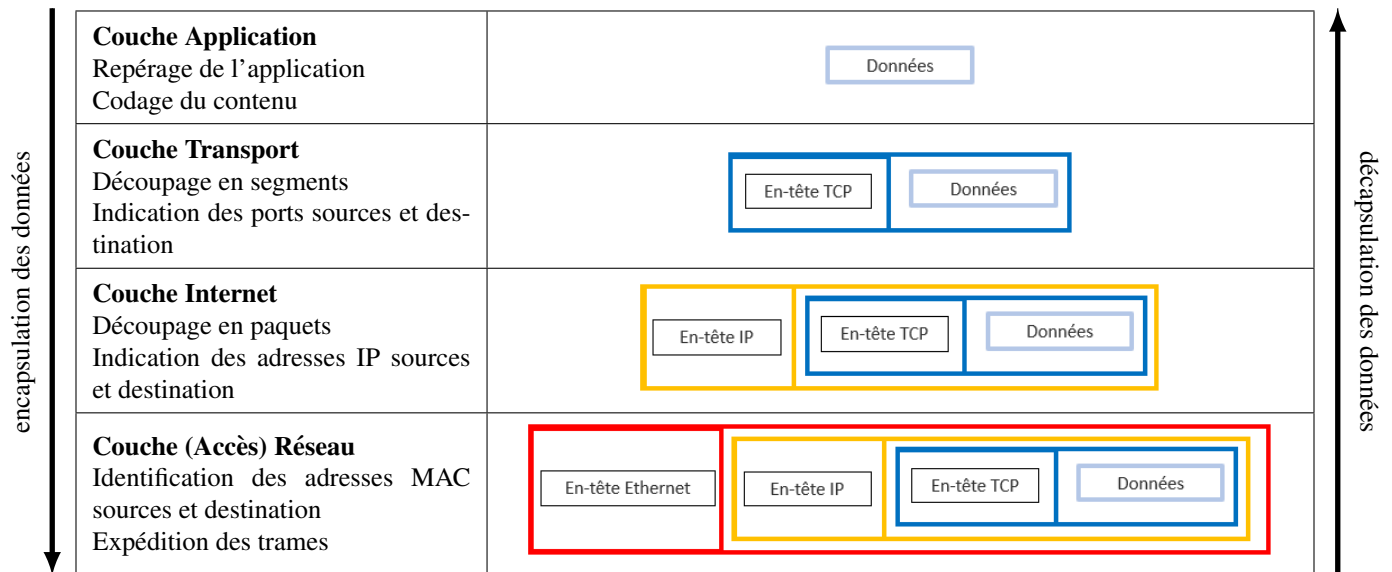 encapsulation des données
Couche Application
Repérage de l'application
Codage du contenu
Données
Couche Transport
Découpage en segments
Indication des ports sources et des-
tination
En-tête TCP
Données
Couche Internet
Découpage en paquets
Indication des adresses IP sources
et destination
En-tête IP
En-tête TCP
Données
Couche (Accès) Réseau
Identification des adresses MAC
sources et destination
Expédition des trames
En-tête Ethernet
En-tête IP
En-tête TCP
Données
décapsulation des données